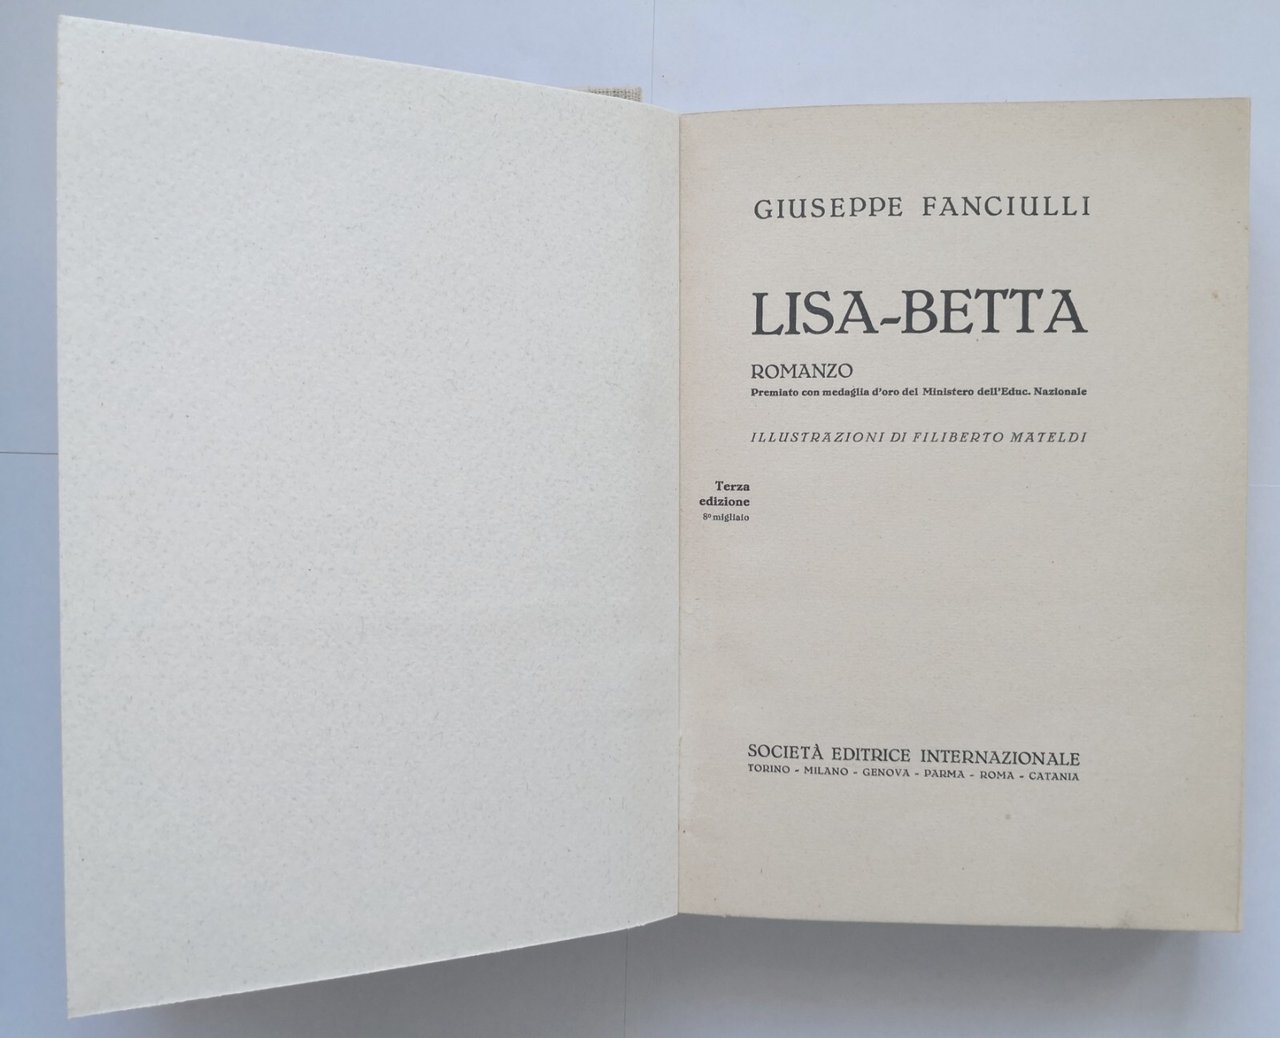 GIUSEPPE FANCIULLI
LISA-BETTA
ROMANZO
Premiato con medaglia d'oro del Ministero dell'Educ. Nazionale
ILLUSTRAZIONI DI FILIBERTO MATELDI
Terza
edizione
8º migliaio
SOCIETÀ EDITRICE INTERNAZIONALE
TORINO - MILANO - GENOVA - PARMA - ROMA - CATANIA